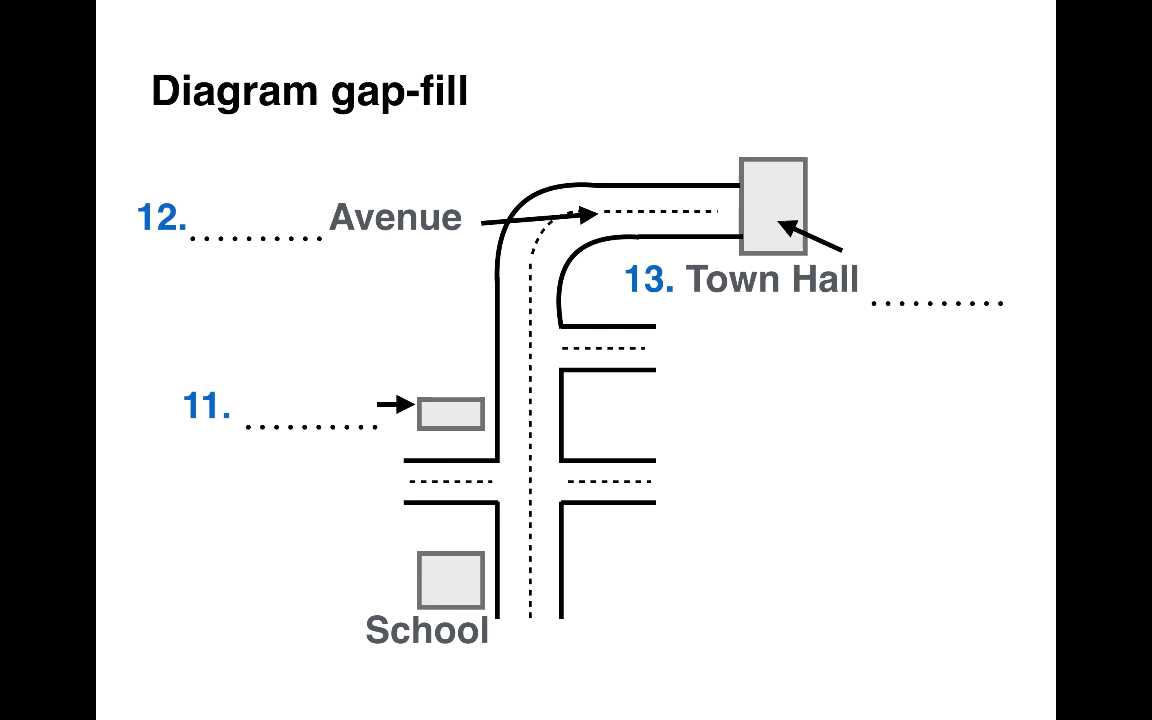 Diagram gap-fill
12. .......... Avenue
13. Town Hall ..........
11. ..........
School